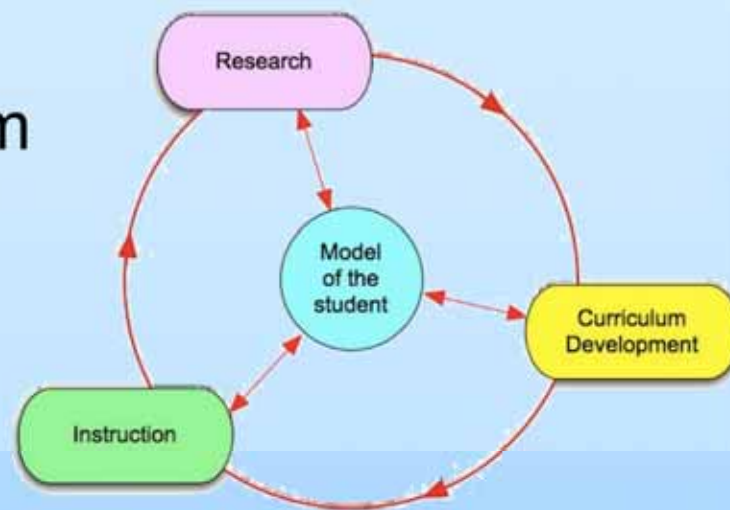 Research
m
Model
of the
student
Curriculum
Development
Instruction